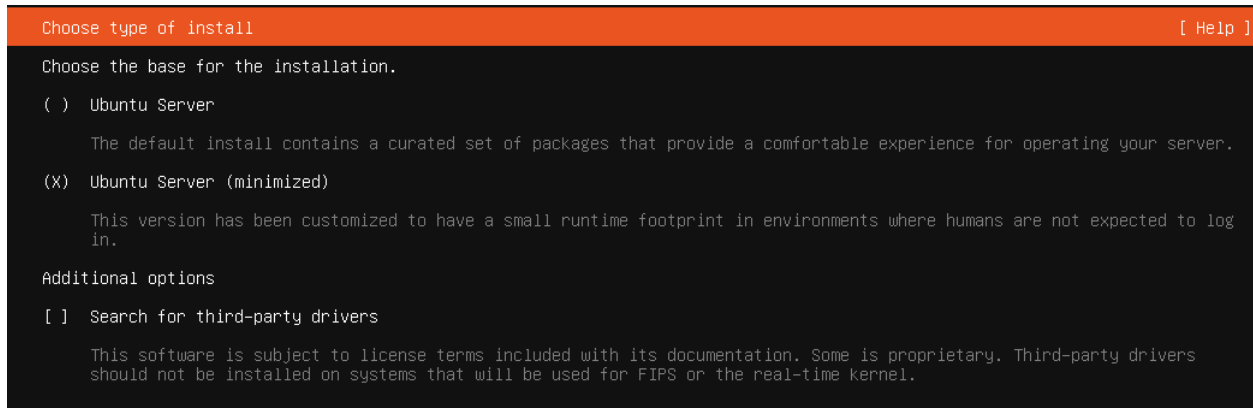 Choose type of install [ Help ]
Choose the base for the installation.
( ) Ubuntu Server
The default install contains a curated set of packages that provide a comfortable experience for operating your server.
(X) Ubuntu Server (minimized)
This version has been customized to have a small runtime footprint in environments where humans are not expected to log
in.
Additional options
[ ] Search for third-party drivers
This software is subject to license terms included with its documentation. Some is proprietary. Third-party drivers
should not be installed on systems that will be used for FIPS or the real-time kernel.